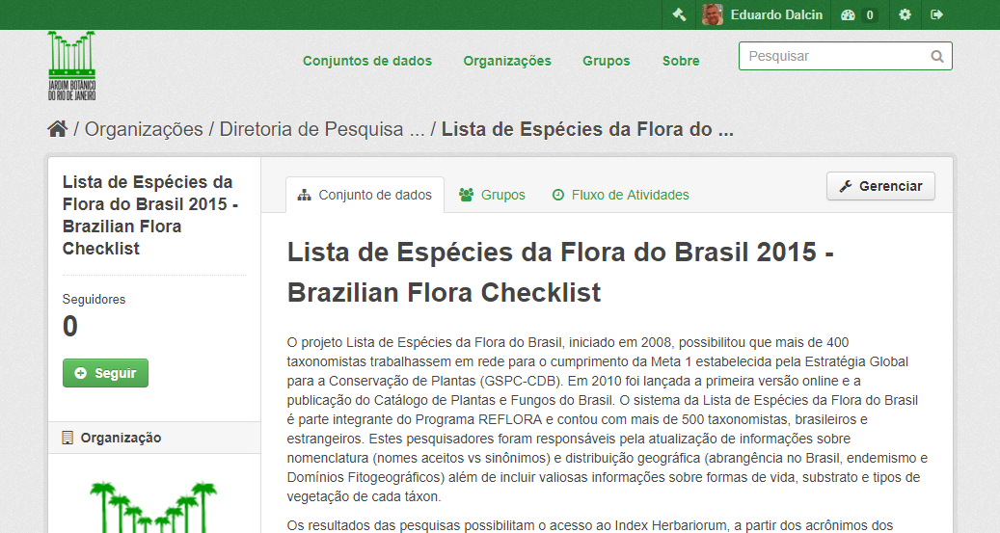 Eduardo Dalcin 0
JARDIM BOTÂNICO
DO RIO DE JANEIRO
Conjuntos de dados Organizações Grupos Sobre Pesquisar
/ Organizações / Diretoria de Pesquisa ... / Lista de Espécies da Flora do ...
Lista de Espécies da
Flora do Brasil 2015 -
Brazilian Flora
Checklist
Seguidores
0
Seguir
Organização
Conjunto de dados Grupos Fluxo de Atividades Gerenciar
Lista de Espécies da Flora do Brasil 2015 -
Brazilian Flora Checklist
O projeto Lista de Espécies da Flora do Brasil, iniciado em 2008, possibilitou que mais de 400
taxonomistas trabalhassem em rede para o cumprimento da Meta 1 estabelecida pela Estratégia Global
para a Conservação de Plantas (GSPC-CDB). Em 2010 foi lançada a primeira versão online e a
publicação do Catálogo de Plantas e Fungos do Brasil. O sistema da Lista de Espécies da Flora do Brasil
é parte integrante do Programa REFLORA e contou com mais de 500 taxonomistas, brasileiros e
estrangeiros. Estes pesquisadores foram responsáveis pela atualização de informações sobre
nomenclatura (nomes aceitos vs sinônimos) e distribuição geográfica (abrangência no Brasil, endemismo e
Domínios Fitogeográficos) além de incluir valiosas informações sobre formas de vida, substrato e tipos de
vegetação de cada táxon.
Os resultados das pesquisas possibilitam o acesso ao Index Herbariorum, a partir dos acrônimos dos